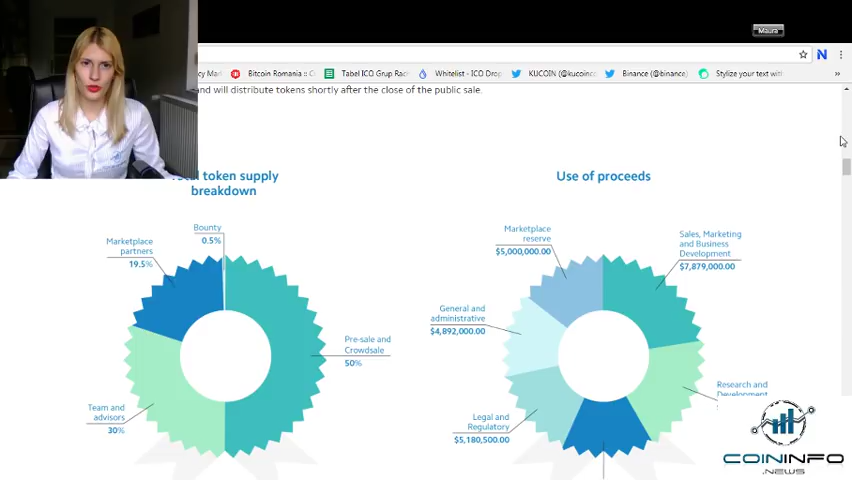 Maura
cy Mar
Bitcoin Romania :: C
Tabel ICO Grup Rac
Whitelist - ICO Drop
KUCOIN (@kucoinc
Binance (@binance)
Stylize your text with
»
and will distribute tokens shortly after the close of the public sale.
token supply
breakdown
Use of proceeds
Bounty
0.5%
Marketplace
partners
19.5%
Pre-sale and
Crowdsale
50%
Team and
advisors
30%
Marketplace
reserve
$5,000,000.00
Sales, Marketing
and Business
Development
$7,879,000.00
General and
administrative
$4,892,000.00
Research and
Development
Legal and
Regulatory
$5,180,500.00
COININFO
.NEWS